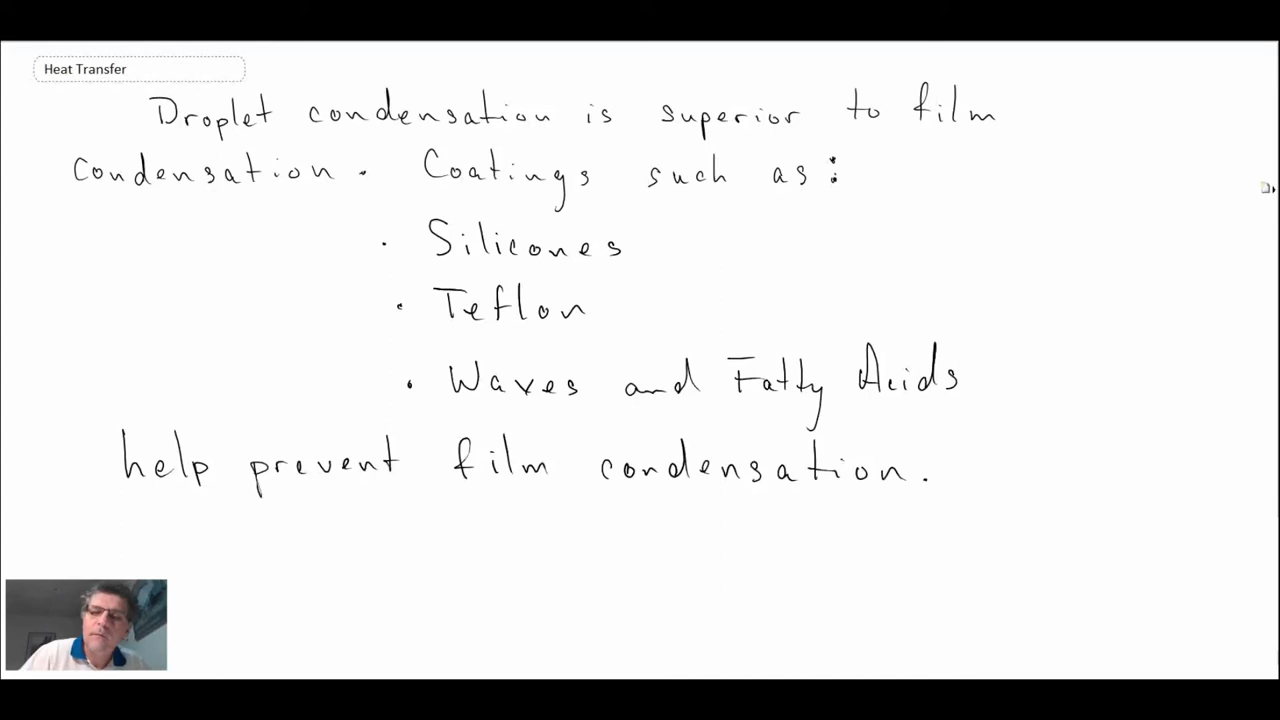 Heat Transfer
Droplet condensation is superior to film
condensation. Coatings such as:
· Silicones
· Teflon
· Waxes and Fatty Acids
help prevent film condensation.